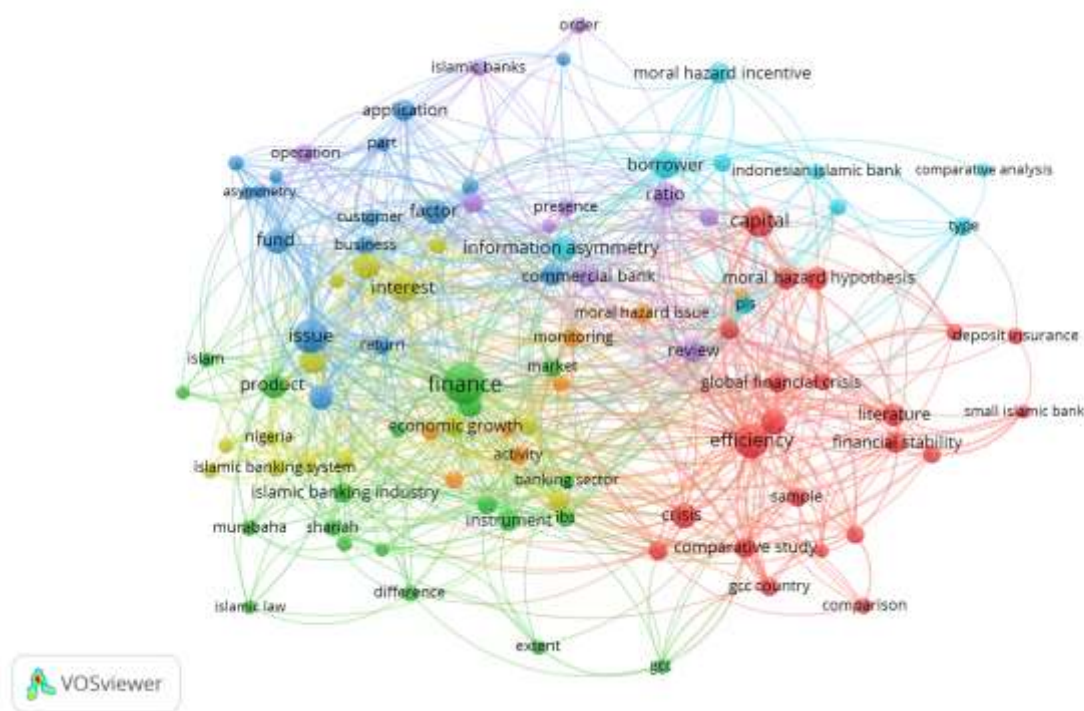 order
islamic banks
moral hazard incentive
application
part
operation
borrower
indonesian islamic bank
comparative analysis
asymmetry
ratio
customer
factor
presence
capital
type
fund
business
information asymmetry
commercial bank
moral hazard hypothesis
interest
pls
moral hazard issue
issue
return
monitoring
review
deposit insurance
islam
market
product
finance
global financial crisis
literature
small islamic bank
economic growth
nigeria
efficiency
financial stability
activity
islamic banking system
banking sector
islamic banking industry
sample
murabaha
shariah
instrument
ibs
crisis
comparative study
gcc country
difference
islamic law
comparison
extent
gcc
VOSviewer